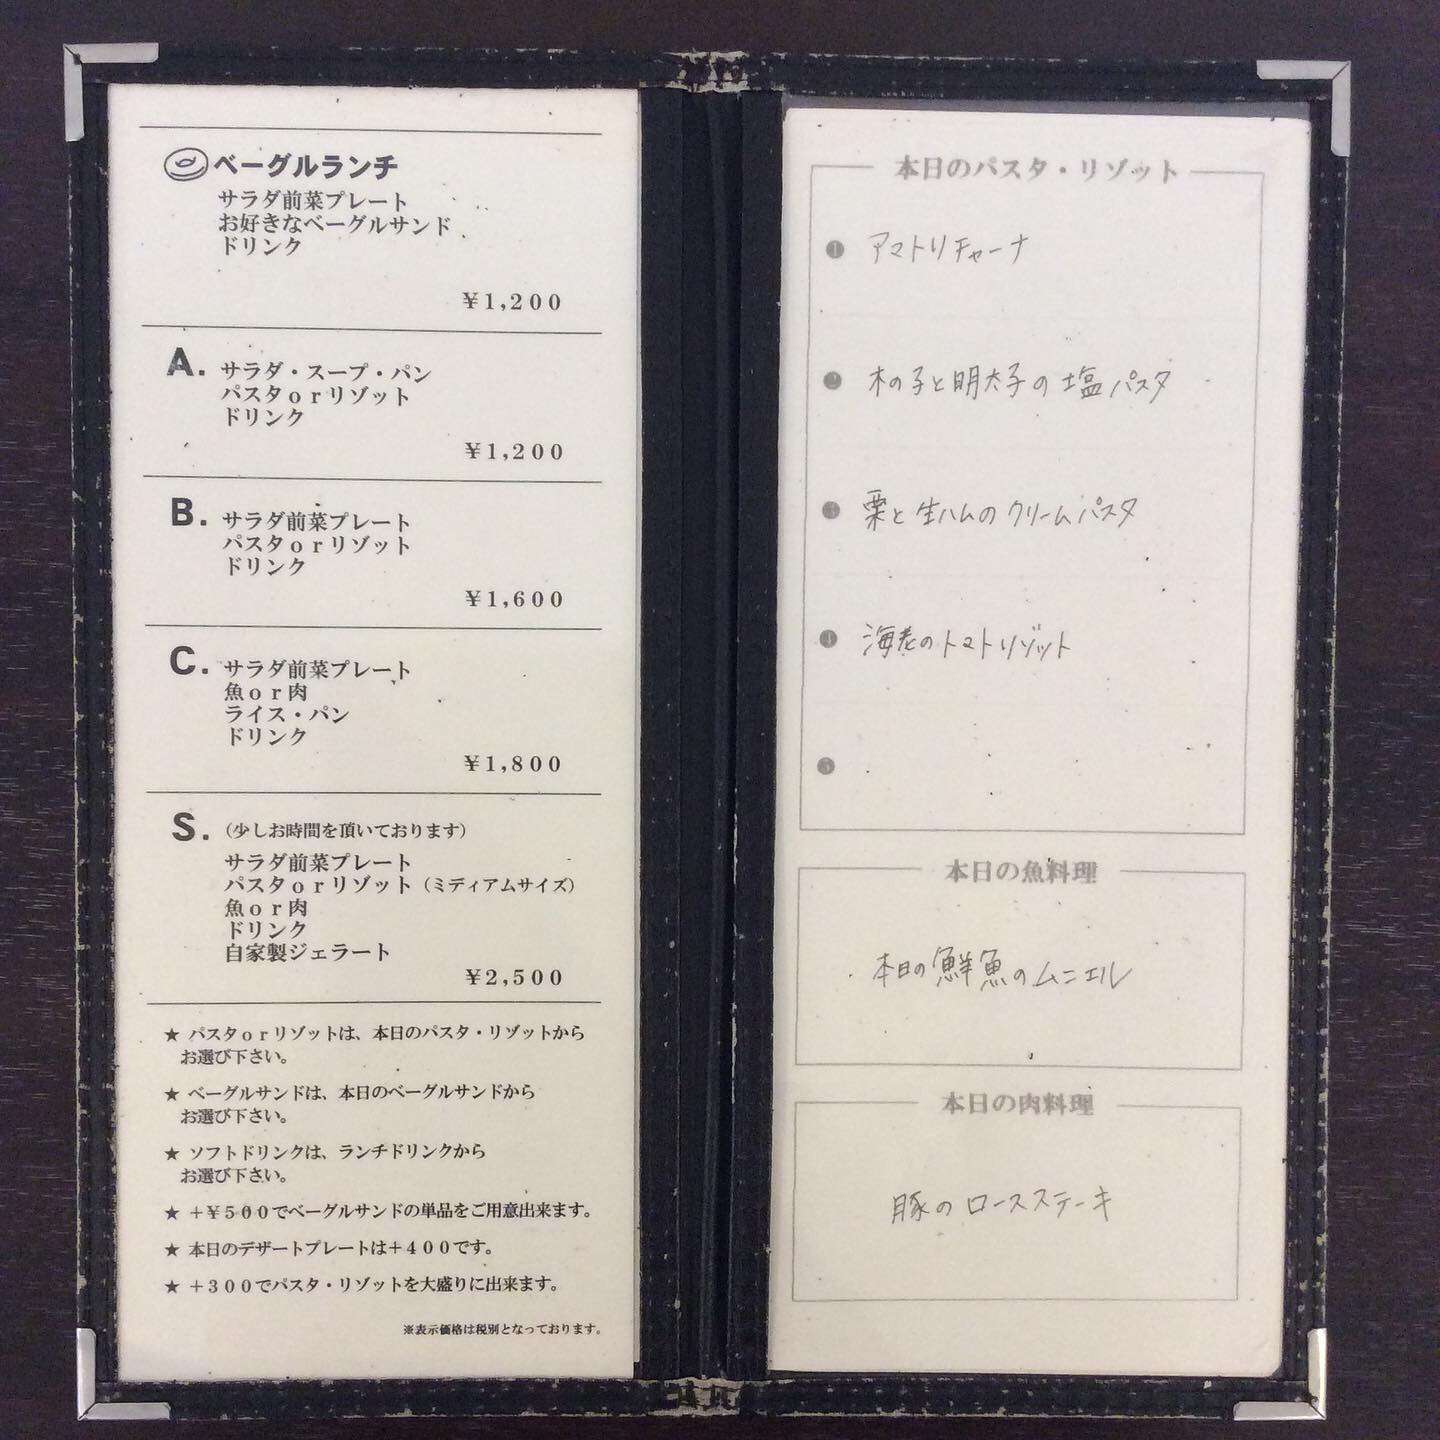 ベーグルランチ
サラダ前菜プレート
お好きなベーグルサンド
ドリンク
￥1,200
A.
サラダ・スープ・パン
パスタorリゾット
ドリンク
￥1,200
B.
サラダ前菜プレート
パスタorリゾット
ドリンク
￥1,600
C.
サラダ前菜プレート
魚or肉
ライス・パン
ドリンク
￥1,800
S.（少しお時間を頂いております）
サラダ前菜プレート
パスタorリゾット（ミディアムサイズ）
魚or肉
ドリンク
自家製ジェラート
￥2,500
★ パスタorリゾットは、本日のパスタ・リゾットから
お選び下さい。
★ ベーグルサンドは、本日のベーグルサンドから
お選び下さい。
★ ソフトドリンクは、ランチドリンクから
お選び下さい。
★ +￥500でベーグルサンドの単品をご用意出来ます。
★ 本日のデザートプレートは+400です。
★ +300でパスタ・リゾットを大盛りに出来ます。
※表示価格は税別となっております。
本日のパスタ・リゾット
❶ アマトリチャーナ
❷ 木の子と明太子の塩パスタ
❸ 栗と生ハムのクリームパスタ
❹ 海老のトマトリゾット
❺
本日の魚料理
本日の鮮魚のムニエル
本日の肉料理
豚のロースステーキ